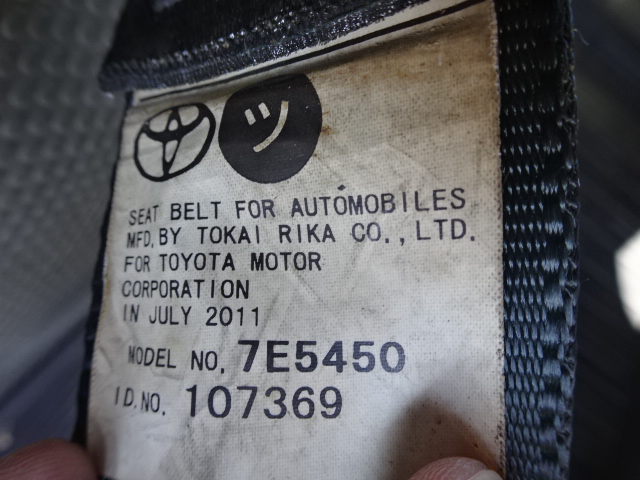 ツ
SEAT BELT FOR AUTOMOBILES
MFD. BY TOKAI RIKA CO., LTD.
FOR TOYOTA MOTOR
CORPORATION
IN JULY 2011
MODEL NO. 7E5450
I D. NO. 107369